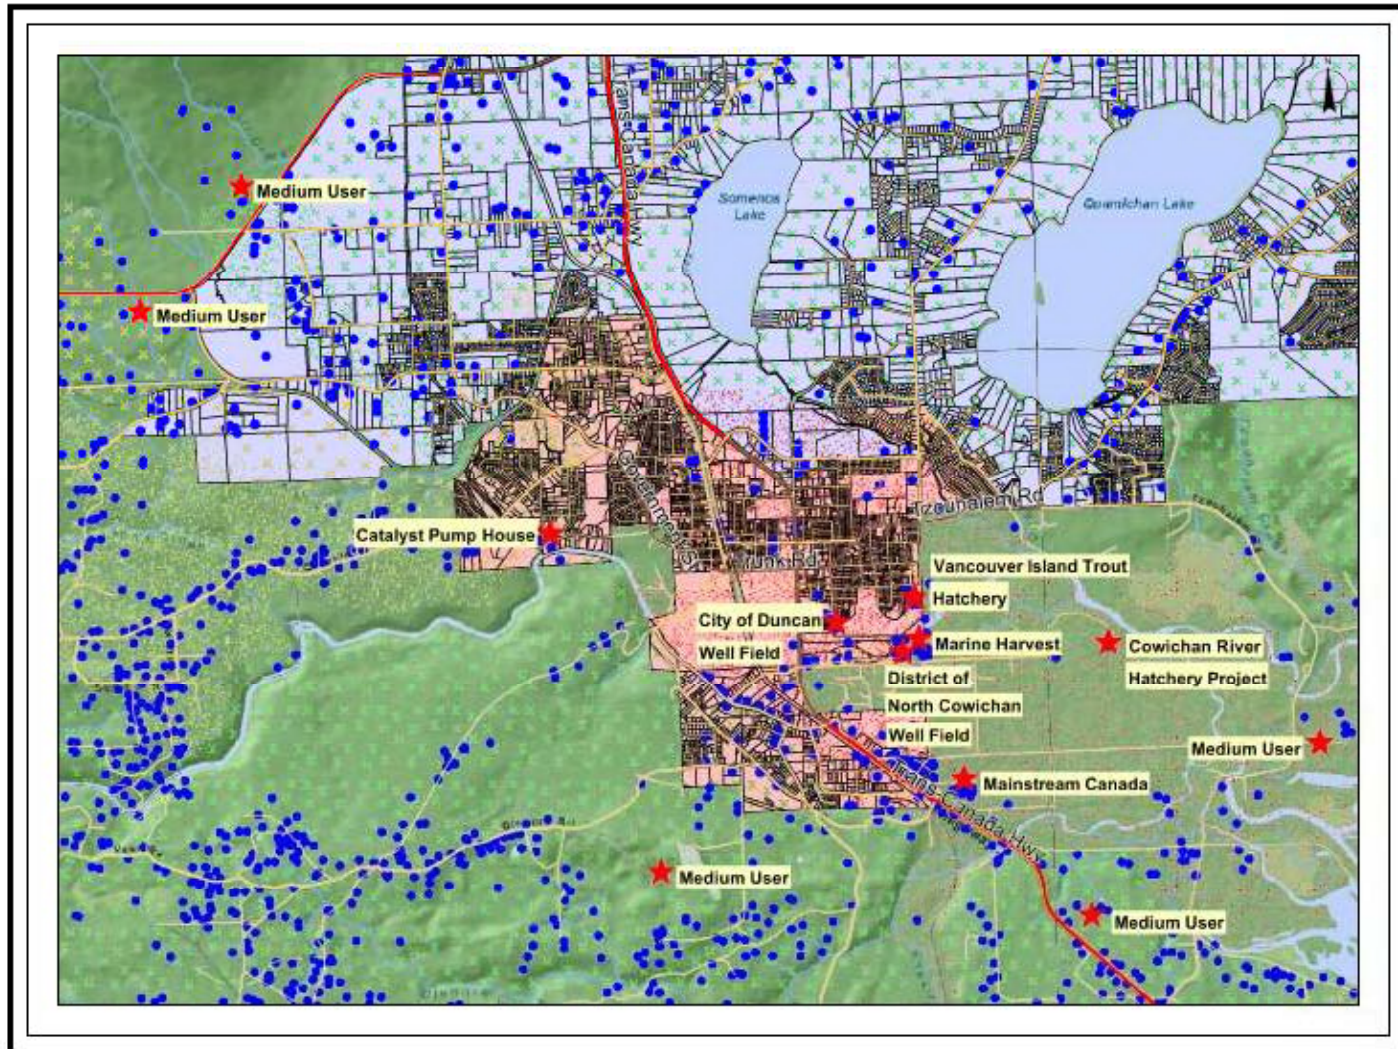 Trans-Canada Hwy
Somenos
Lake
Quamichan Lake
Medium User
Medium User
Government St
Tzouhalem Rd
Catalyst Pump House
Trunk Rd
Vancouver Island Trout
Hatchery
City of Duncan
Well Field
Marine Harvest
Cowichan River
Hatchery Project
District of
North Cowichan
Well Field
Medium User
Mainstream Canada
Trans-Canada Hwy
Medium User
Medium User